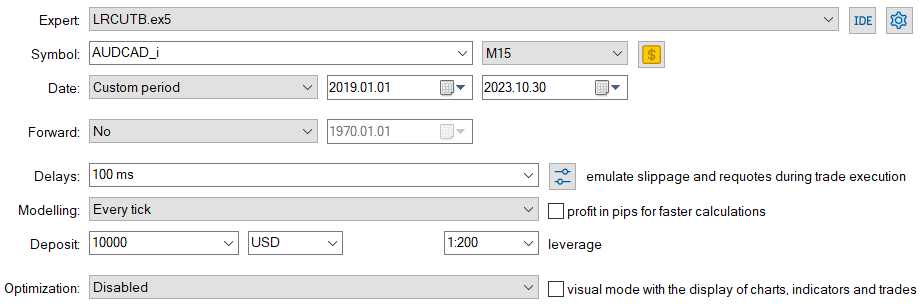 Expert: LRCUTB.ex5 IDE
Symbol: AUDCAD_i M15 $
Date: Custom period 2019.01.01 2023.10.30
Forward: No 1970.01.01
Delays: 100 ms emulate slippage and requotes during trade execution
Modelling: Every tick profit in pips for faster calculations
Deposit: 10000 USD 1:200 leverage
Optimization: Disabled visual mode with the display of charts, indicators and trades